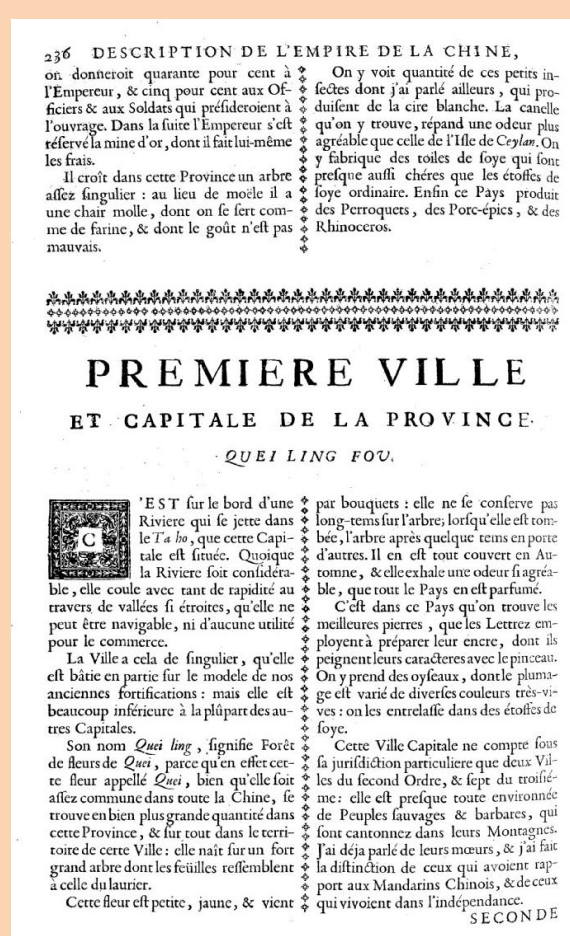 236 DESCRIPTION DE L'EMPIRE DE LA CHINE,
on donneroit quarante pour cent à
l'Empereur, & cinq pour cent aux Of-
ficiers & aux Soldats qui présideroient à
l'ouvrage. Dans la suite l'Empereur s'est
réservé la mine d'or, dont il fait lui-même
les frais.
Il croît dans cette Province un arbre
assez singulier : au lieu de moële il a
une chair molle, dont on se sert com-
me de farine, & dont le goût n'est pas
mauvais.
On y voit quantité de ces petits in-
sectes dont j'ai parlé ailleurs, qui pro-
duisent de la cire blanche. La canelle
qu'on y trouve, répand une odeur plus
agréable que celle de l'Isle de Ceylan. On
y fabrique des toiles de soye qui sont
presque aussi chéres que les étoffes de
soye ordinaire. Enfin ce Pays produit
des Perroquets, des Porc-épics, & des
Rhinoceros.
PREMIERE VILLE
ET CAPITALE DE LA PROVINCE.
QUEI LING FOU.
C'EST sur le bord d'une
Riviere qui se jette dans
le Ta ho, que cette Capi-
tale est située. Quoique
la Riviere soit considéra-
ble, elle coule avec tant de rapidité au
travers de vallées si étroites, qu'elle ne
peut être navigable, ni d'aucune utilité
pour le commerce.
La Ville a cela de singulier, qu'elle
est bâtie en partie sur le modele de nos
anciennes fortifications : mais elle est
beaucoup inférieure à la plûpart des au-
tres Capitales.
Son nom Quei ling, signifie Forêt
de fleurs de Quei, parce qu'en effet cet-
te fleur appellé Quei, bien qu'elle soit
assez commune dans toute la Chine, se
trouve en bien plus grande quantité dans
cette Province, & sur tout dans le terri-
toire de cette Ville : elle naît sur un fort
grand arbre dont les feüilles ressemblent
à celle du laurier.
Cette fleur est petite, jaune, & vient
par bouquets : elle ne se conserve pas
long-tems sur l'arbre; lorsqu'elle est tom-
bée, l'arbre après quelque tems en porte
d'autres. Il en est tout couvert en Au-
tomne, & elle exhale une odeur si agréa-
ble, que tout le Pays en est parfumé.
C'est dans ce Pays qu'on trouve les
meilleures pierres, que les Lettrez em-
ployent à préparer leur encre, dont ils
peignent leurs caractères avec le pinceau.
On y prend des oyseaux, dont le pluma-
ge est varié de diverses couleurs très-vi-
ves : on les entrelasse dans des étoffes de
soye.
Cette Ville Capitale ne compte sous
sa jurisdiction particuliere que deux Vil-
les du second Ordre, & sept du troisié-
me : elle est presque toute environnée
de Peuples sauvages & barbares, qui
sont cantonnez dans leurs Montagnes.
J'ai déja parlé de leurs mœurs, & j'ai fait
la distinction de ceux qui avoient rap-
port aux Mandarins Chinois, & de ceux
qui vivoient dans l'indépendance.
SECONDE